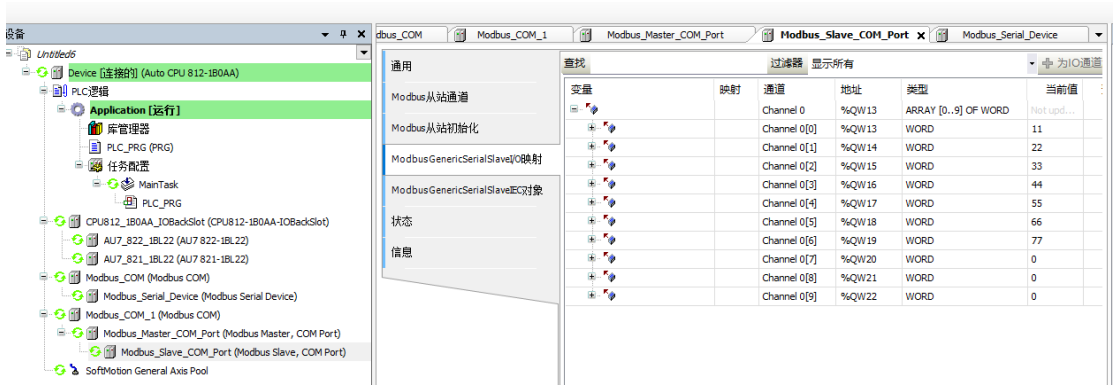 设备
Untitled6
Device [连接的] (Auto CPU 812-1B0AA)
PLC逻辑
Application [运行]
库管理器
PLC_PRG (PRG)
任务配置
MainTask
PLC_PRG
CPU812_1B0AA_IOBackSlot (CPU812-1B0AA-IOBackSlot)
AU7_822_1BL22 (AU7 822-1BL22)
AU7_821_1BL22 (AU7 821-1BL22)
Modbus_COM (Modbus COM)
Modbus_Serial_Device (Modbus Serial Device)
Modbus_COM_1 (Modbus COM)
Modbus_Master_COM_Port (Modbus Master, COM Port)
Modbus_Slave_COM_Port (Modbus Slave, COM Port)
SoftMotion General Axis Pool
dbus_COM Modbus_COM_1 Modbus_Master_COM_Port Modbus_Slave_COM_Port Modbus_Serial_Device
通用
Modbus从站通道
Modbus从站初始化
ModbusGenericSerialSlaveI/O映射
ModbusGenericSerialSlaveIEC对象
状态
信息
查找 过滤器 显示所有 为IO通道
变量 映射 通道 地址 类型 当前值
Channel 0 %QW13 ARRAY [0..9] OF WORD Not upd...
Channel 0[0] %QW13 WORD 11
Channel 0[1] %QW14 WORD 22
Channel 0[2] %QW15 WORD 33
Channel 0[3] %QW16 WORD 44
Channel 0[4] %QW17 WORD 55
Channel 0[5] %QW18 WORD 66
Channel 0[6] %QW19 WORD 77
Channel 0[7] %QW20 WORD 0
Channel 0[8] %QW21 WORD 0
Channel 0[9] %QW22 WORD 0